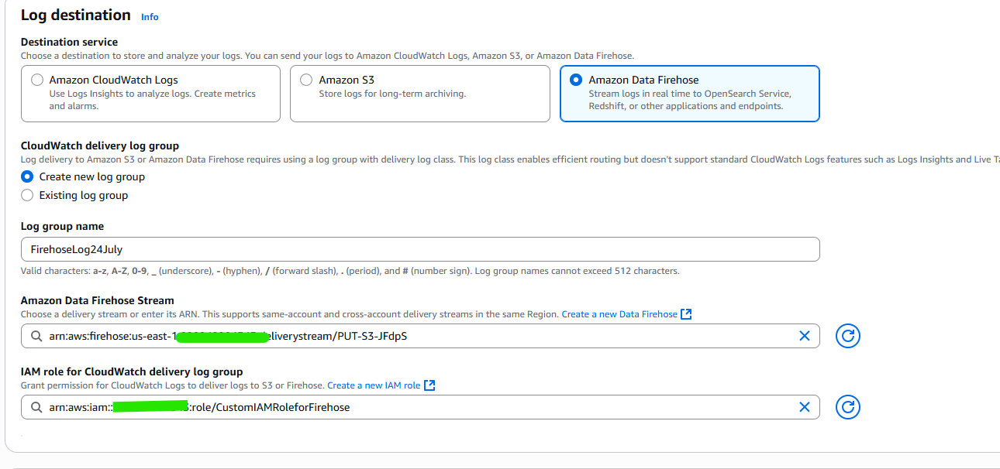 Log destination Info
Destination service
Choose a destination to store and analyze your logs. You can send your logs to Amazon CloudWatch Logs, Amazon S3, or Amazon Data Firehose.
Amazon CloudWatch Logs
Use Logs Insights to analyze logs. Create metrics
and alarms.
Amazon S3
Store logs for long-term archiving.
Amazon Data Firehose
Stream logs in real time to OpenSearch Service,
Redshift, or other applications and endpoints.
CloudWatch delivery log group
Log delivery to Amazon S3 or Amazon Data Firehose requires using a log group with delivery log class. This log class enables efficient routing but doesn't support standard CloudWatch Logs features such as Logs Insights and Live Ta
Create new log group
Existing log group
Log group name
FirehoseLog24July
Valid characters: a-z, A-Z, 0-9, _ (underscore), - (hyphen), / (forward slash), . (period), and # (number sign). Log group names cannot exceed 512 characters.
Amazon Data Firehose Stream
Choose a delivery stream or enter its ARN. This supports same-account and cross-account delivery streams in the same Region. Create a new Data Firehose
arn:aws:firehose:us-east-1 eliverystream/PUT-S3-JFdpS
IAM role for CloudWatch delivery log group
Grant permission for CloudWatch Logs to deliver logs to S3 or Firehose. Create a new IAM role
arn:aws:iam:: :role/CustomIAMRoleforFirehose